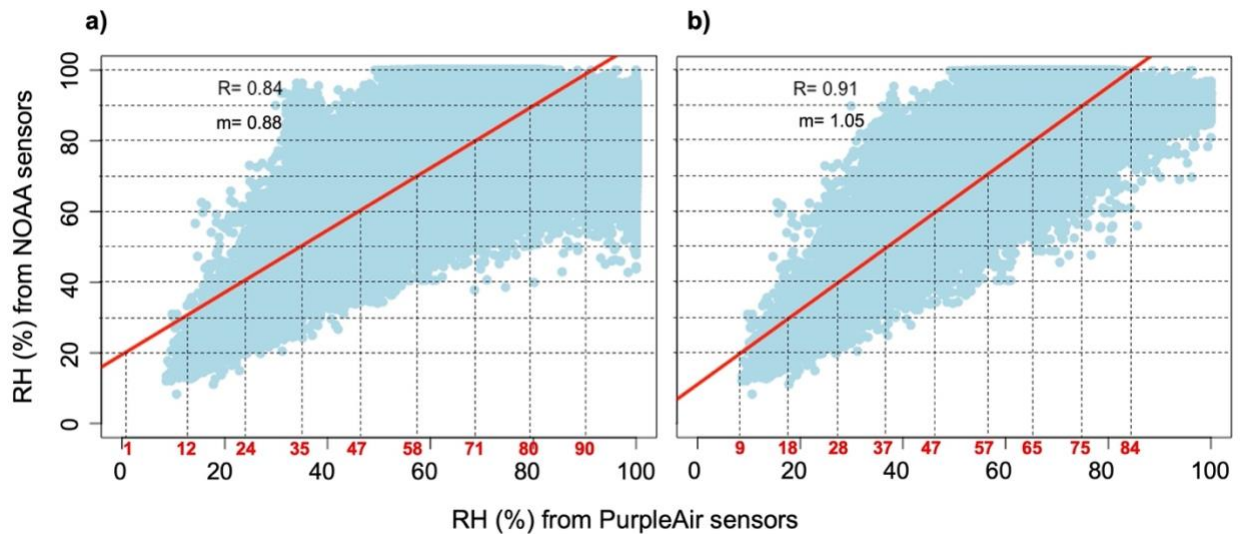 a)
R= 0.84
m= 0.88
RH (%) from NOAA sensors
100
80
60
40
20
0
1 12 24 35 47 58 71 80 90
0 20 40 60 80 100
b)
R= 0.91
m= 1.05
9 18 28 37 47 57 65 75 84
0 20 40 60 80 100
RH (%) from PurpleAir sensors